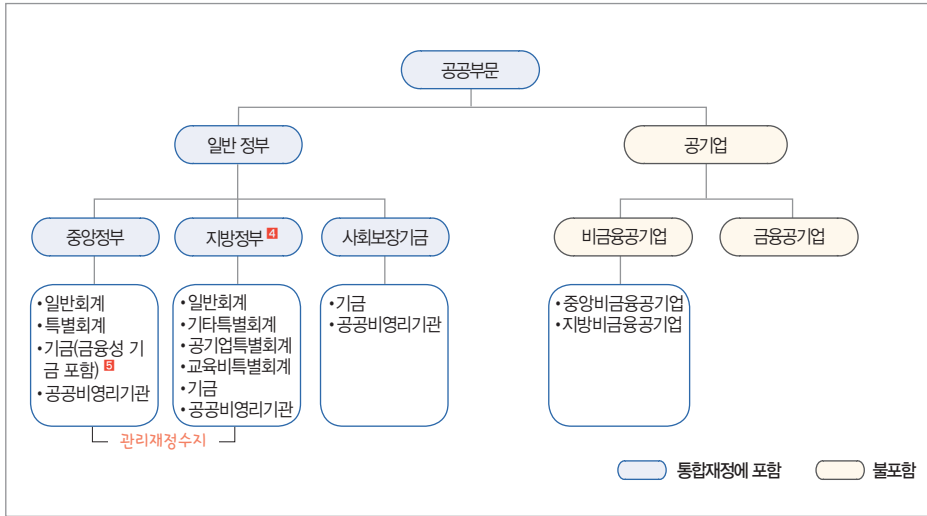 공공부문
일반 정부
공기업
중앙정부
지방정부 4
사회보장기금
비금융공기업
금융공기업
•일반회계
•특별회계
•기금(금융성 기
금 포함) 5
•공공비영리기관
•일반회계
•기타특별회계
•공기업특별회계
•교육비특별회계
•기금
•공공비영리기관
•기금
•공공비영리기관
•중앙비금융공기업
•지방비금융공기업
관리재정수지
통합재정에 포함
불포함